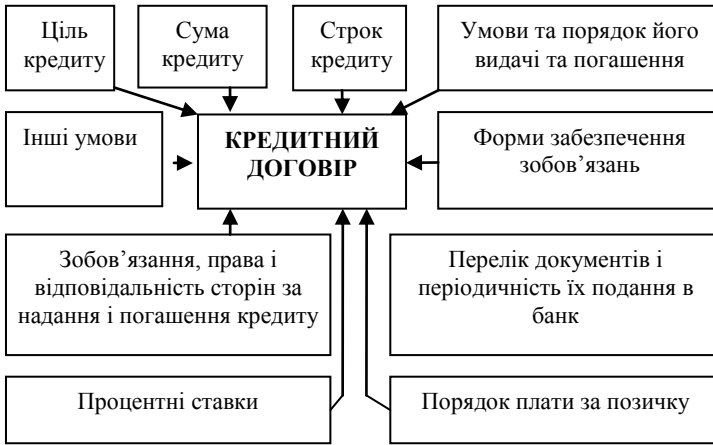 Ціль
кредиту
Сума
кредиту
Строк
кредиту
Умови та порядок його
видачі та погашення
Інші умови
КРЕДИТНИЙ
ДОГОВІР
Форми забезпечення
зобов’язань
Зобов’язання, права і
відповідальність сторін за
надання і погашення кредиту
Перелік документів і
періодичність їх подання в
банк
Процентні ставки
Порядок плати за позичку